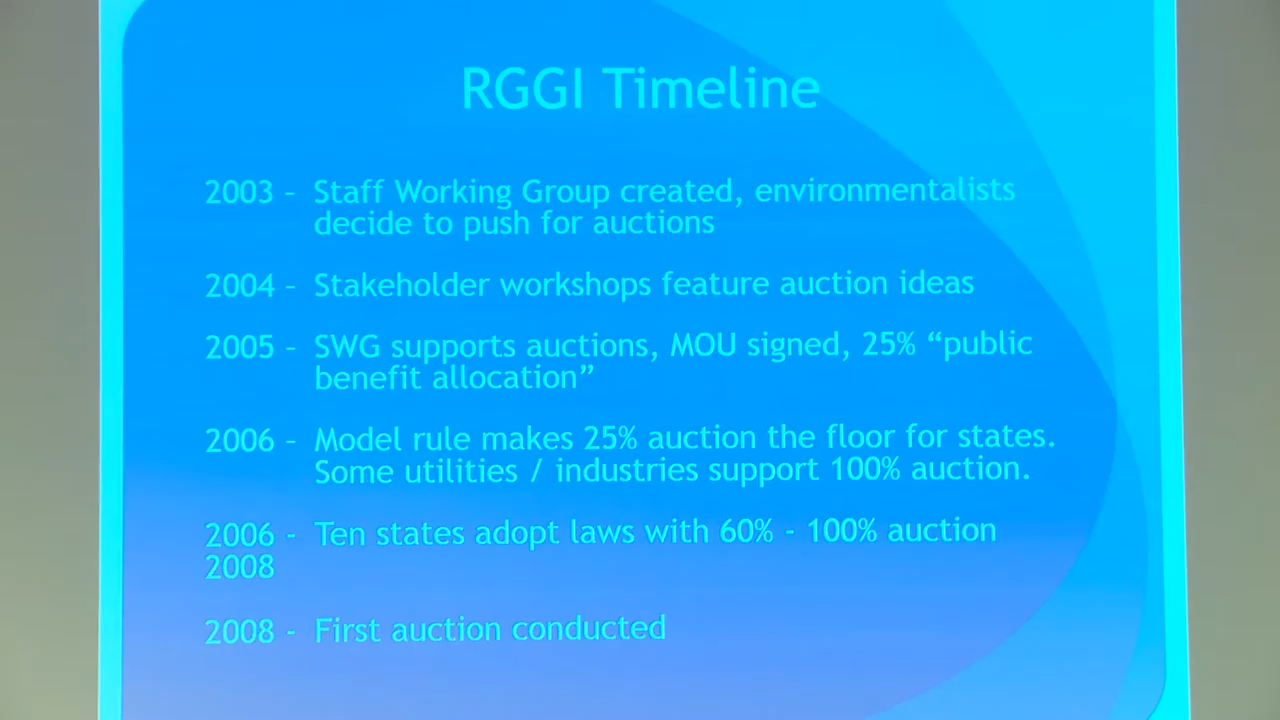 RGGI Timeline
2003 – Staff Working Group created, environmentalists
decide to push for auctions
2004 – Stakeholder workshops feature auction ideas
2005 – SWG supports auctions, MOU signed, 25% “public
benefit allocation”
2006 – Model rule makes 25% auction the floor for states.
Some utilities / industries support 100% auction.
2006 - Ten states adopt laws with 60% - 100% auction
2008
2008 - First auction conducted